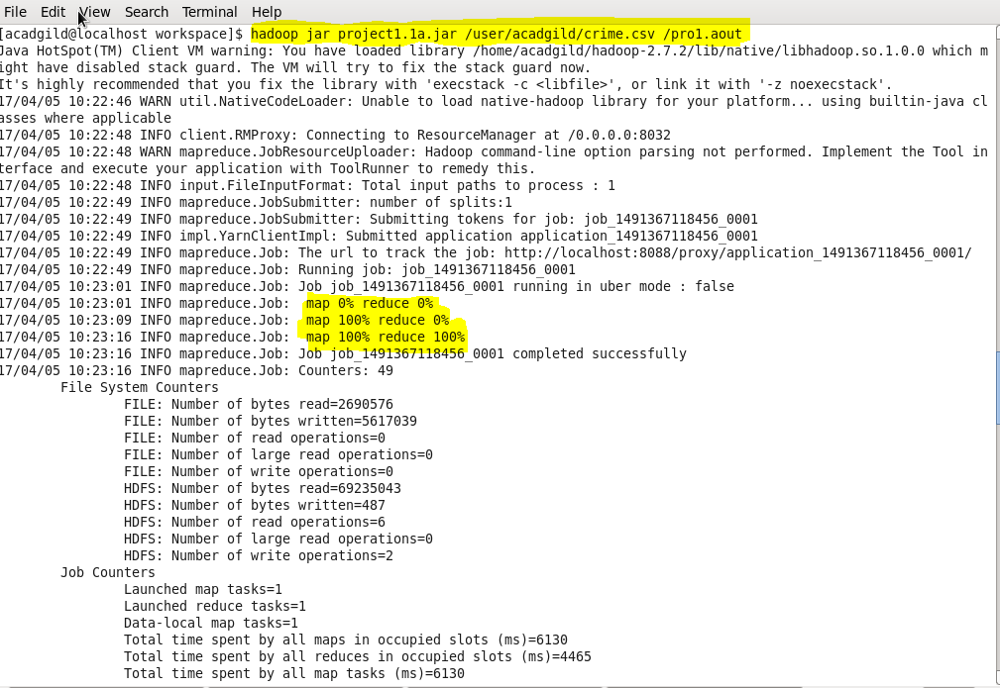 File Edit View Search Terminal Help
[acadgild@localhost workspace]$ hadoop jar project1.1a.jar /user/acadgild/crime.csv /pro1.aout
Java HotSpot(TM) Client VM warning: You have loaded library /home/acadgild/hadoop-2.7.2/lib/native/libhadoop.so.1.0.0 which m
ight have disabled stack guard. The VM will try to fix the stack guard now.
It's highly recommended that you fix the library with 'execstack -c <libfile>', or link it with '-z noexecstack'.
17/04/05 10:22:46 WARN util.NativeCodeLoader: Unable to load native-hadoop library for your platform... using builtin-java cl
asses where applicable
17/04/05 10:22:48 INFO client.RMProxy: Connecting to ResourceManager at /0.0.0.0:8032
17/04/05 10:22:48 WARN mapreduce.JobResourceUploader: Hadoop command-line option parsing not performed. Implement the Tool in
terface and execute your application with ToolRunner to remedy this.
17/04/05 10:22:48 INFO input.FileInputFormat: Total input paths to process : 1
17/04/05 10:22:49 INFO mapreduce.JobSubmitter: number of splits:1
17/04/05 10:22:49 INFO mapreduce.JobSubmitter: Submitting tokens for job: job_1491367118456_0001
17/04/05 10:22:49 INFO impl.YarnClientImpl: Submitted application application_1491367118456_0001
17/04/05 10:22:49 INFO mapreduce.Job: The url to track the job: http://localhost:8088/proxy/application_1491367118456_0001/
17/04/05 10:22:49 INFO mapreduce.Job: Running job: job_1491367118456_0001
17/04/05 10:23:01 INFO mapreduce.Job: Job job_1491367118456_0001 running in uber mode : false
17/04/05 10:23:01 INFO mapreduce.Job:  map 0% reduce 0%
17/04/05 10:23:09 INFO mapreduce.Job:  map 100% reduce 0%
17/04/05 10:23:16 INFO mapreduce.Job:  map 100% reduce 100%
17/04/05 10:23:16 INFO mapreduce.Job: Job job_1491367118456_0001 completed successfully
17/04/05 10:23:16 INFO mapreduce.Job: Counters: 49
File System Counters
FILE: Number of bytes read=2690576
FILE: Number of bytes written=5617039
FILE: Number of read operations=0
FILE: Number of large read operations=0
FILE: Number of write operations=0
HDFS: Number of bytes read=69235043
HDFS: Number of bytes written=487
HDFS: Number of read operations=6
HDFS: Number of large read operations=0
HDFS: Number of write operations=2
Job Counters
Launched map tasks=1
Launched reduce tasks=1
Data-local map tasks=1
Total time spent by all maps in occupied slots (ms)=6130
Total time spent by all reduces in occupied slots (ms)=4465
Total time spent by all map tasks (ms)=6130